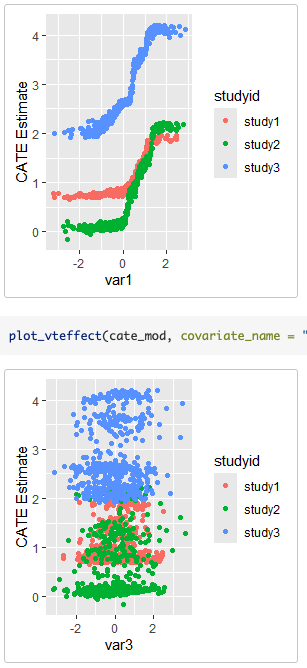 CATE Estimate
4
3
2
1
0
-2 0 2
var1
studyid
study1
study2
study3
plot_vteffect(cate_mod, covariate_name = "
CATE Estimate
4
3
2
1
0
-2 0 2
var3
studyid
study1
study2
study3